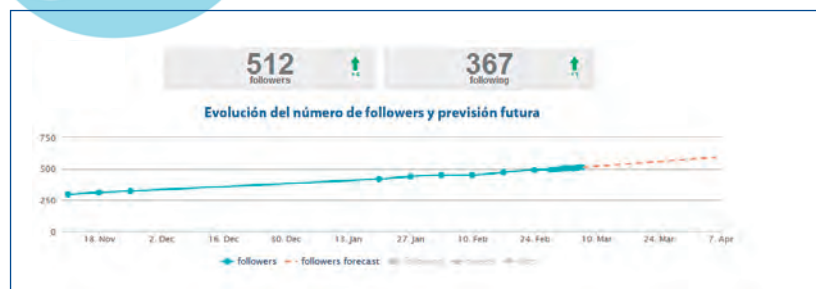 512
followers
367
following
Evolución del número de followers y previsión futura
750
500
250
0
18. Nov
2. Dec
16. Dec
30. Dec
13. Jan
27. Jan
10. Feb
24. Feb
10. Mar
24. Mar
7. Apr
followers
followers forecast